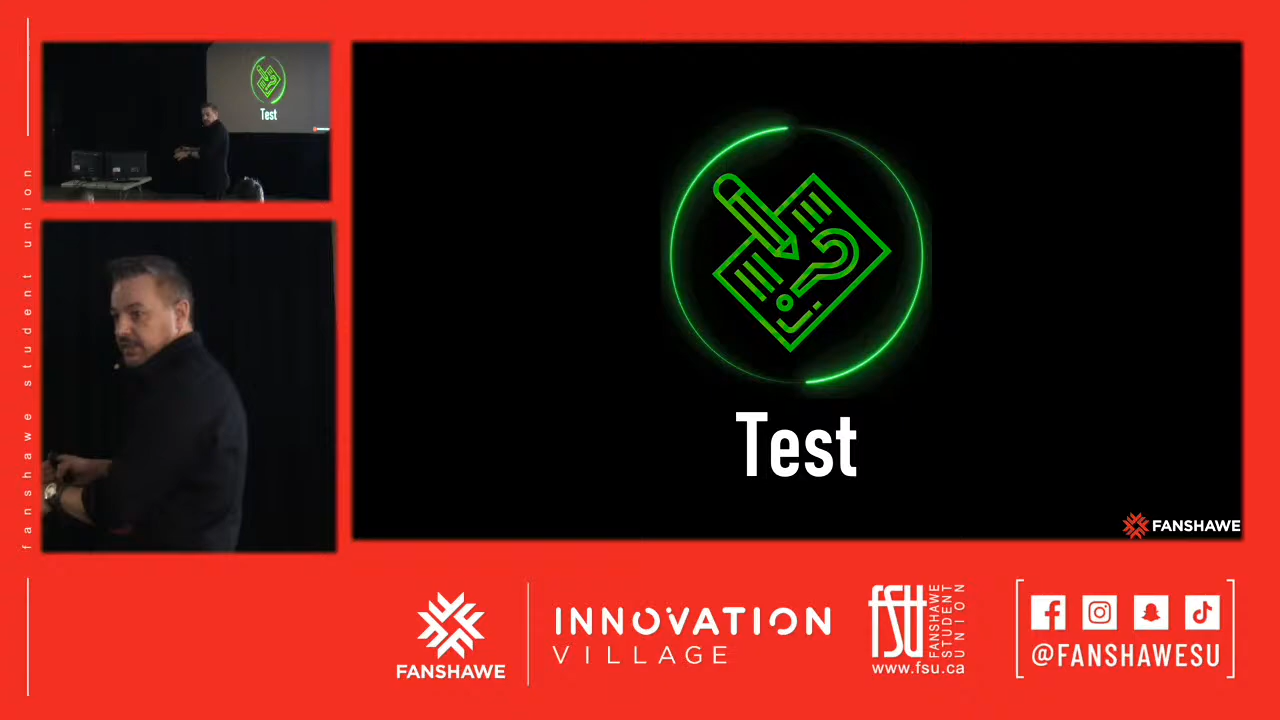 fanshawe student union
Test
Test
FANSHAWE
FANSHAWE
INNOVATION
VILLAGE
fsu
FANSHAWE
STUDENT
UNION
www.fsu.ca
@FANSHAWESU